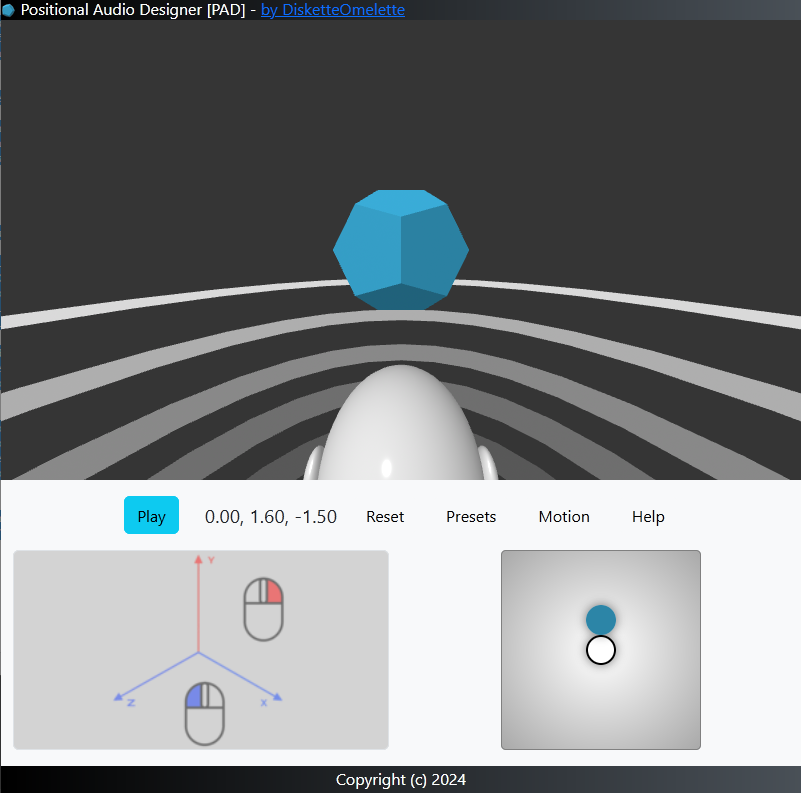 Positional Audio Designer [PAD] - by DisketteOmelette
Play 0.00, 1.60, -1.50 Reset Presets Motion Help
Y
Z X
Copyright (c) 2024